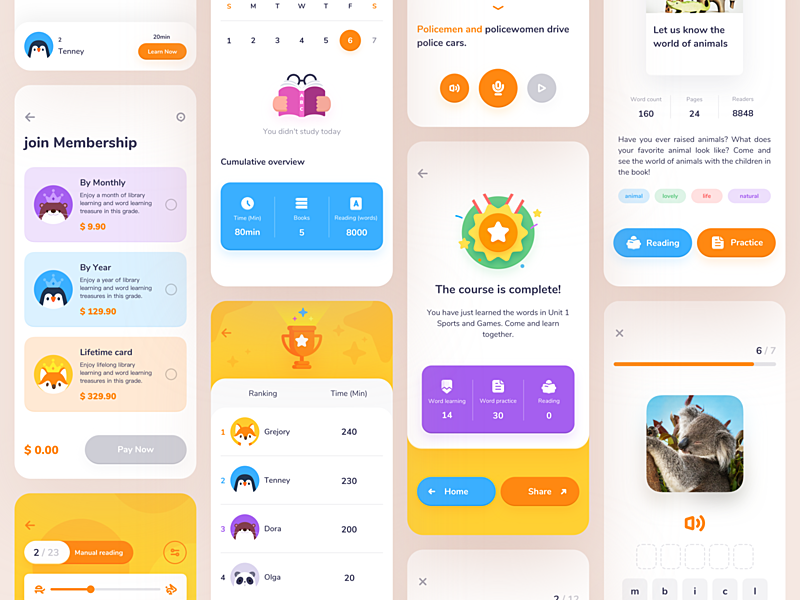 2
Tenney
20min
Learn Now
join Membership
By Monthly
Enjoy a month of library
learning and word learning
treasure in this grade.
$ 9.90
By Year
Enjoy a year of library
learning and word learning
treasures in this grade.
$ 129.90
Lifetime card
Enjoy lifelong library
learning and word learning
treasures in this grade.
$ 329.90
$ 0.00
Pay Now
2 / 23
Manual reading
S M T W T F S
1 2 3 4 5 6 7
A B C
You didn't study today
Cumulative overview
Time (Min)
80min
Books
5
Reading (words)
8000
Ranking Time (Min)
1 Grejory 240
2 Tenney 230
3 Dora 200
4 Olga 20
Policemen and policewomen drive
police cars.
The course is complete!
You have just learned the words in Unit 1
Sports and Games. Come and learn
together.
Word learning
14
Word practice
30
Reading
0
Home
Share
2 / 12
Let us know the
world of animals
Word count
160
Pages
24
Readers
8848
Have you ever raised animals? What does
your favorite animal look like? Come and
see the world of animals with the children in
the book!
animal
lovely
life
natural
Reading
Practice
6 / 7
m b i c l